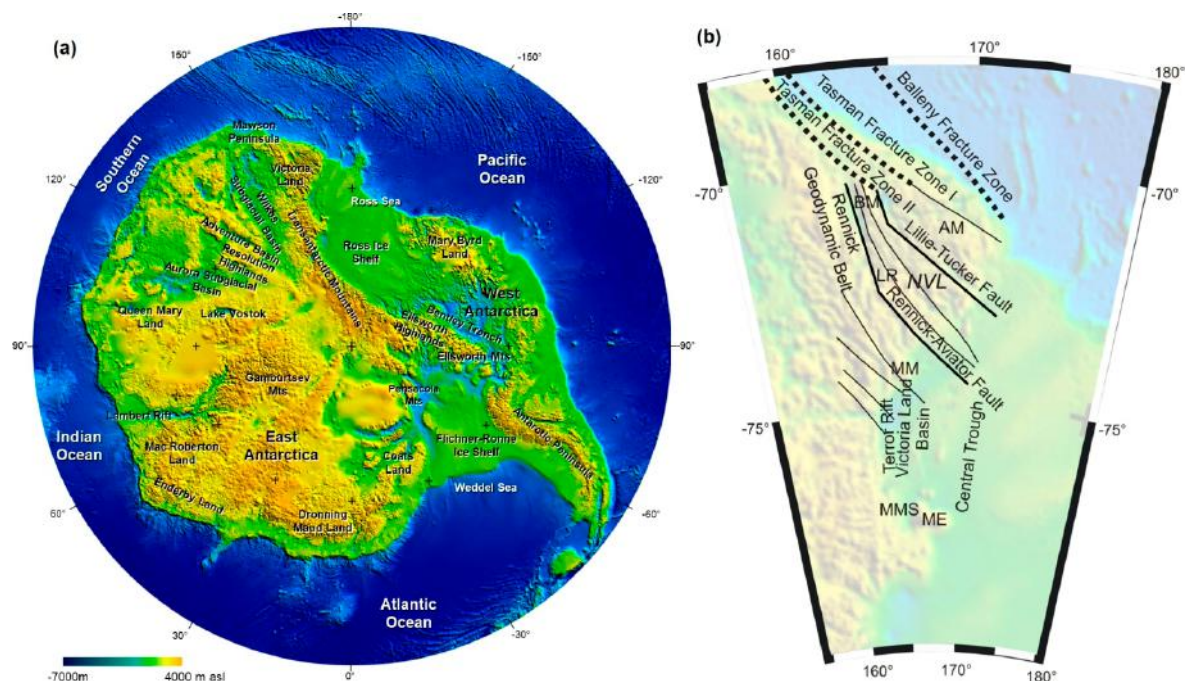 (a)
-180°
150°
-150°
120°
-120°
90°
-90°
60°
-60°
30°
-30°
0°
Southern
Ocean
Mawson
Peninsula
Victoria
Land
Pacific
Ocean
Ross Sea
Wilkes
Subglacial Basin
Transantarctic Mountains
Ross Ice
Shelf
Mary Byrd
Land
Adventure Basin
Resolution
Highlands
Aurora Subglacial
Basin
West
Antarctica
Queen Mary
Land
Lake Vostok
Bentley Trench
Ellsworth
Highlands
Ellsworth Mts
Gamourtsev
Mts
Pensacola
Mts
Lambert Rift
Indian
Ocean
Mac Roberton
Land
East
Antarctica
Antarctic Peninsula
Flichner-Ronne
Ice Shelf
Coats
Land
Weddel Sea
Enderby Land
Dronning
Maud Land
Atlantic
Ocean
-7000m
4000 m asl
(b)
160°
170°
180°
-70°
-70°
Tasman Fracture Zone I
Tasman Fracture Zone II
Balleny Fracture Zone
Geodynamic Belt
Rennick
BM
AM
Lillie-Tucker Fault
LR
NVL
Rennick-Aviator Fault
MM
-75°
-75°
Terror Rift
Victoria Land
Basin
Central Trough
MMS
ME
160°
170°
180°